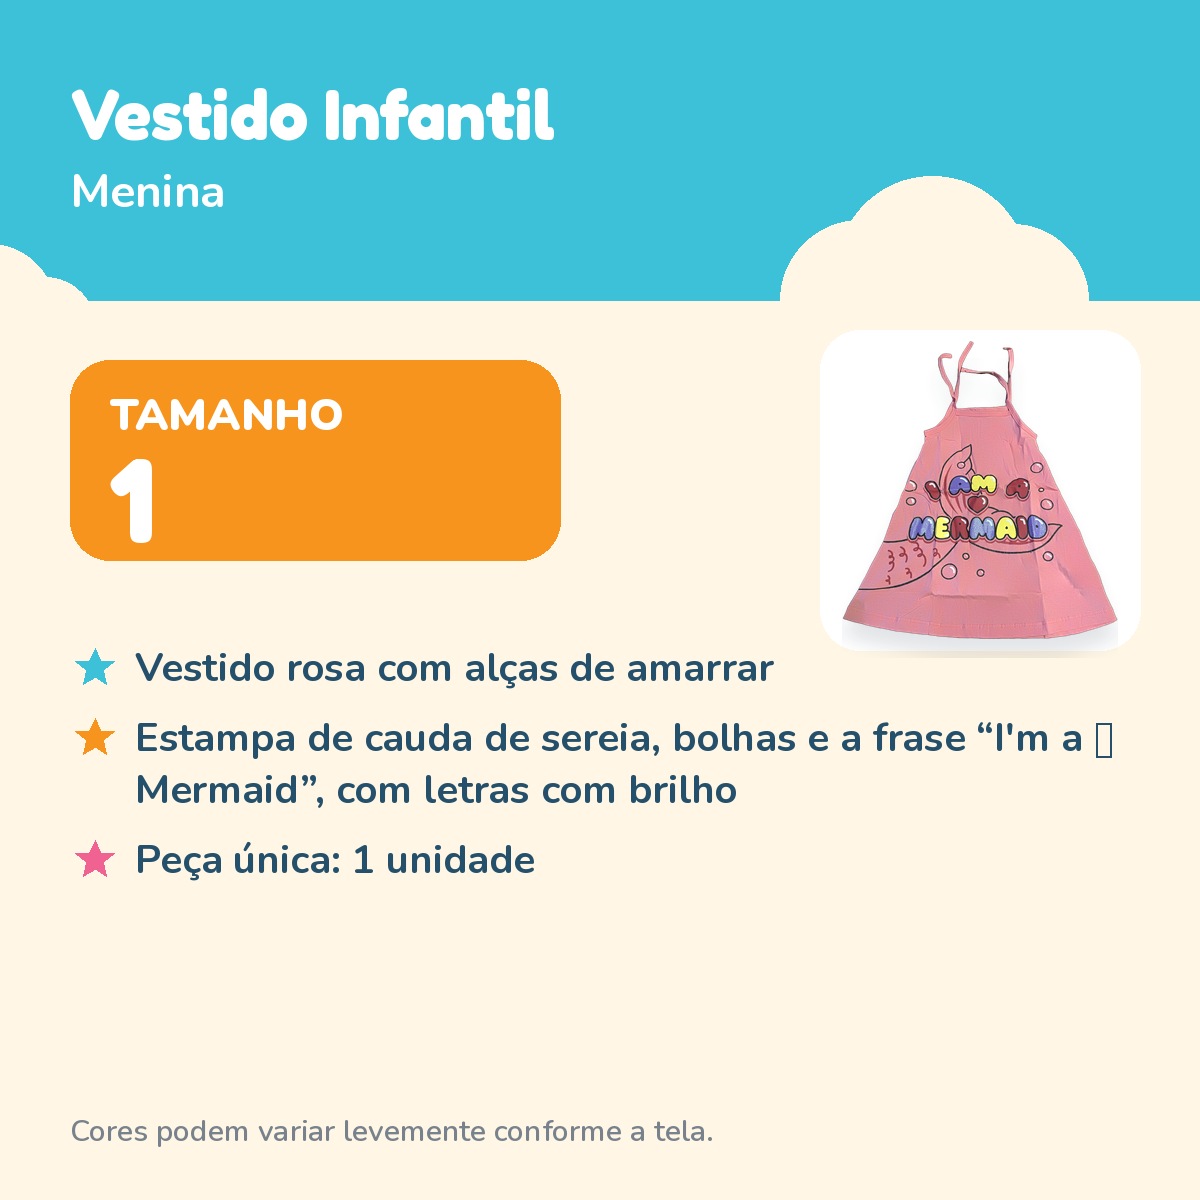 Vestido Infantil
Menina
TAMANHO
1
I AM A
MERMAID
Vestido rosa com alças de amarrar
Estampa de cauda de sereia, bolhas e a frase “I'm a
Mermaid”, com letras com brilho
Peça única: 1 unidade
Cores podem variar levemente conforme a tela.